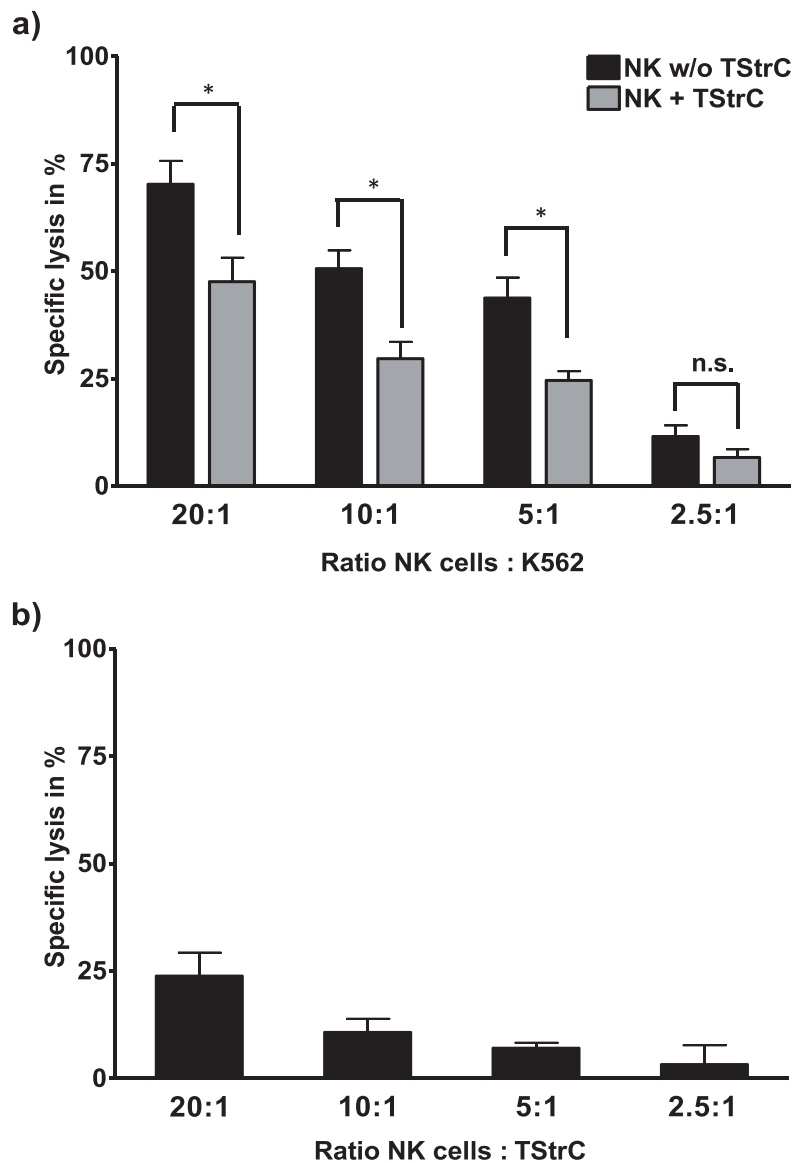 a)
100
NK w/o TStrC
NK + TStrC
*
75
*
*
Specific lysis in %
50
25
n.s.
0
20:1 10:1 5:1 2.5:1
Ratio NK cells : K562
b)
100
75
Specific lysis in %
50
25
0
20:1 10:1 5:1 2.5:1
Ratio NK cells : TStrC